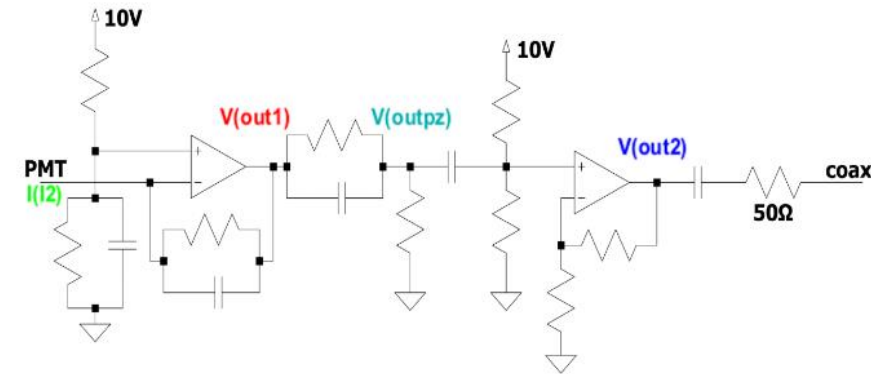 10V
10V
V(out1)
V(outpz)
V(out2)
PMT
I(I2)
coax
50Ω
+
−
+
−